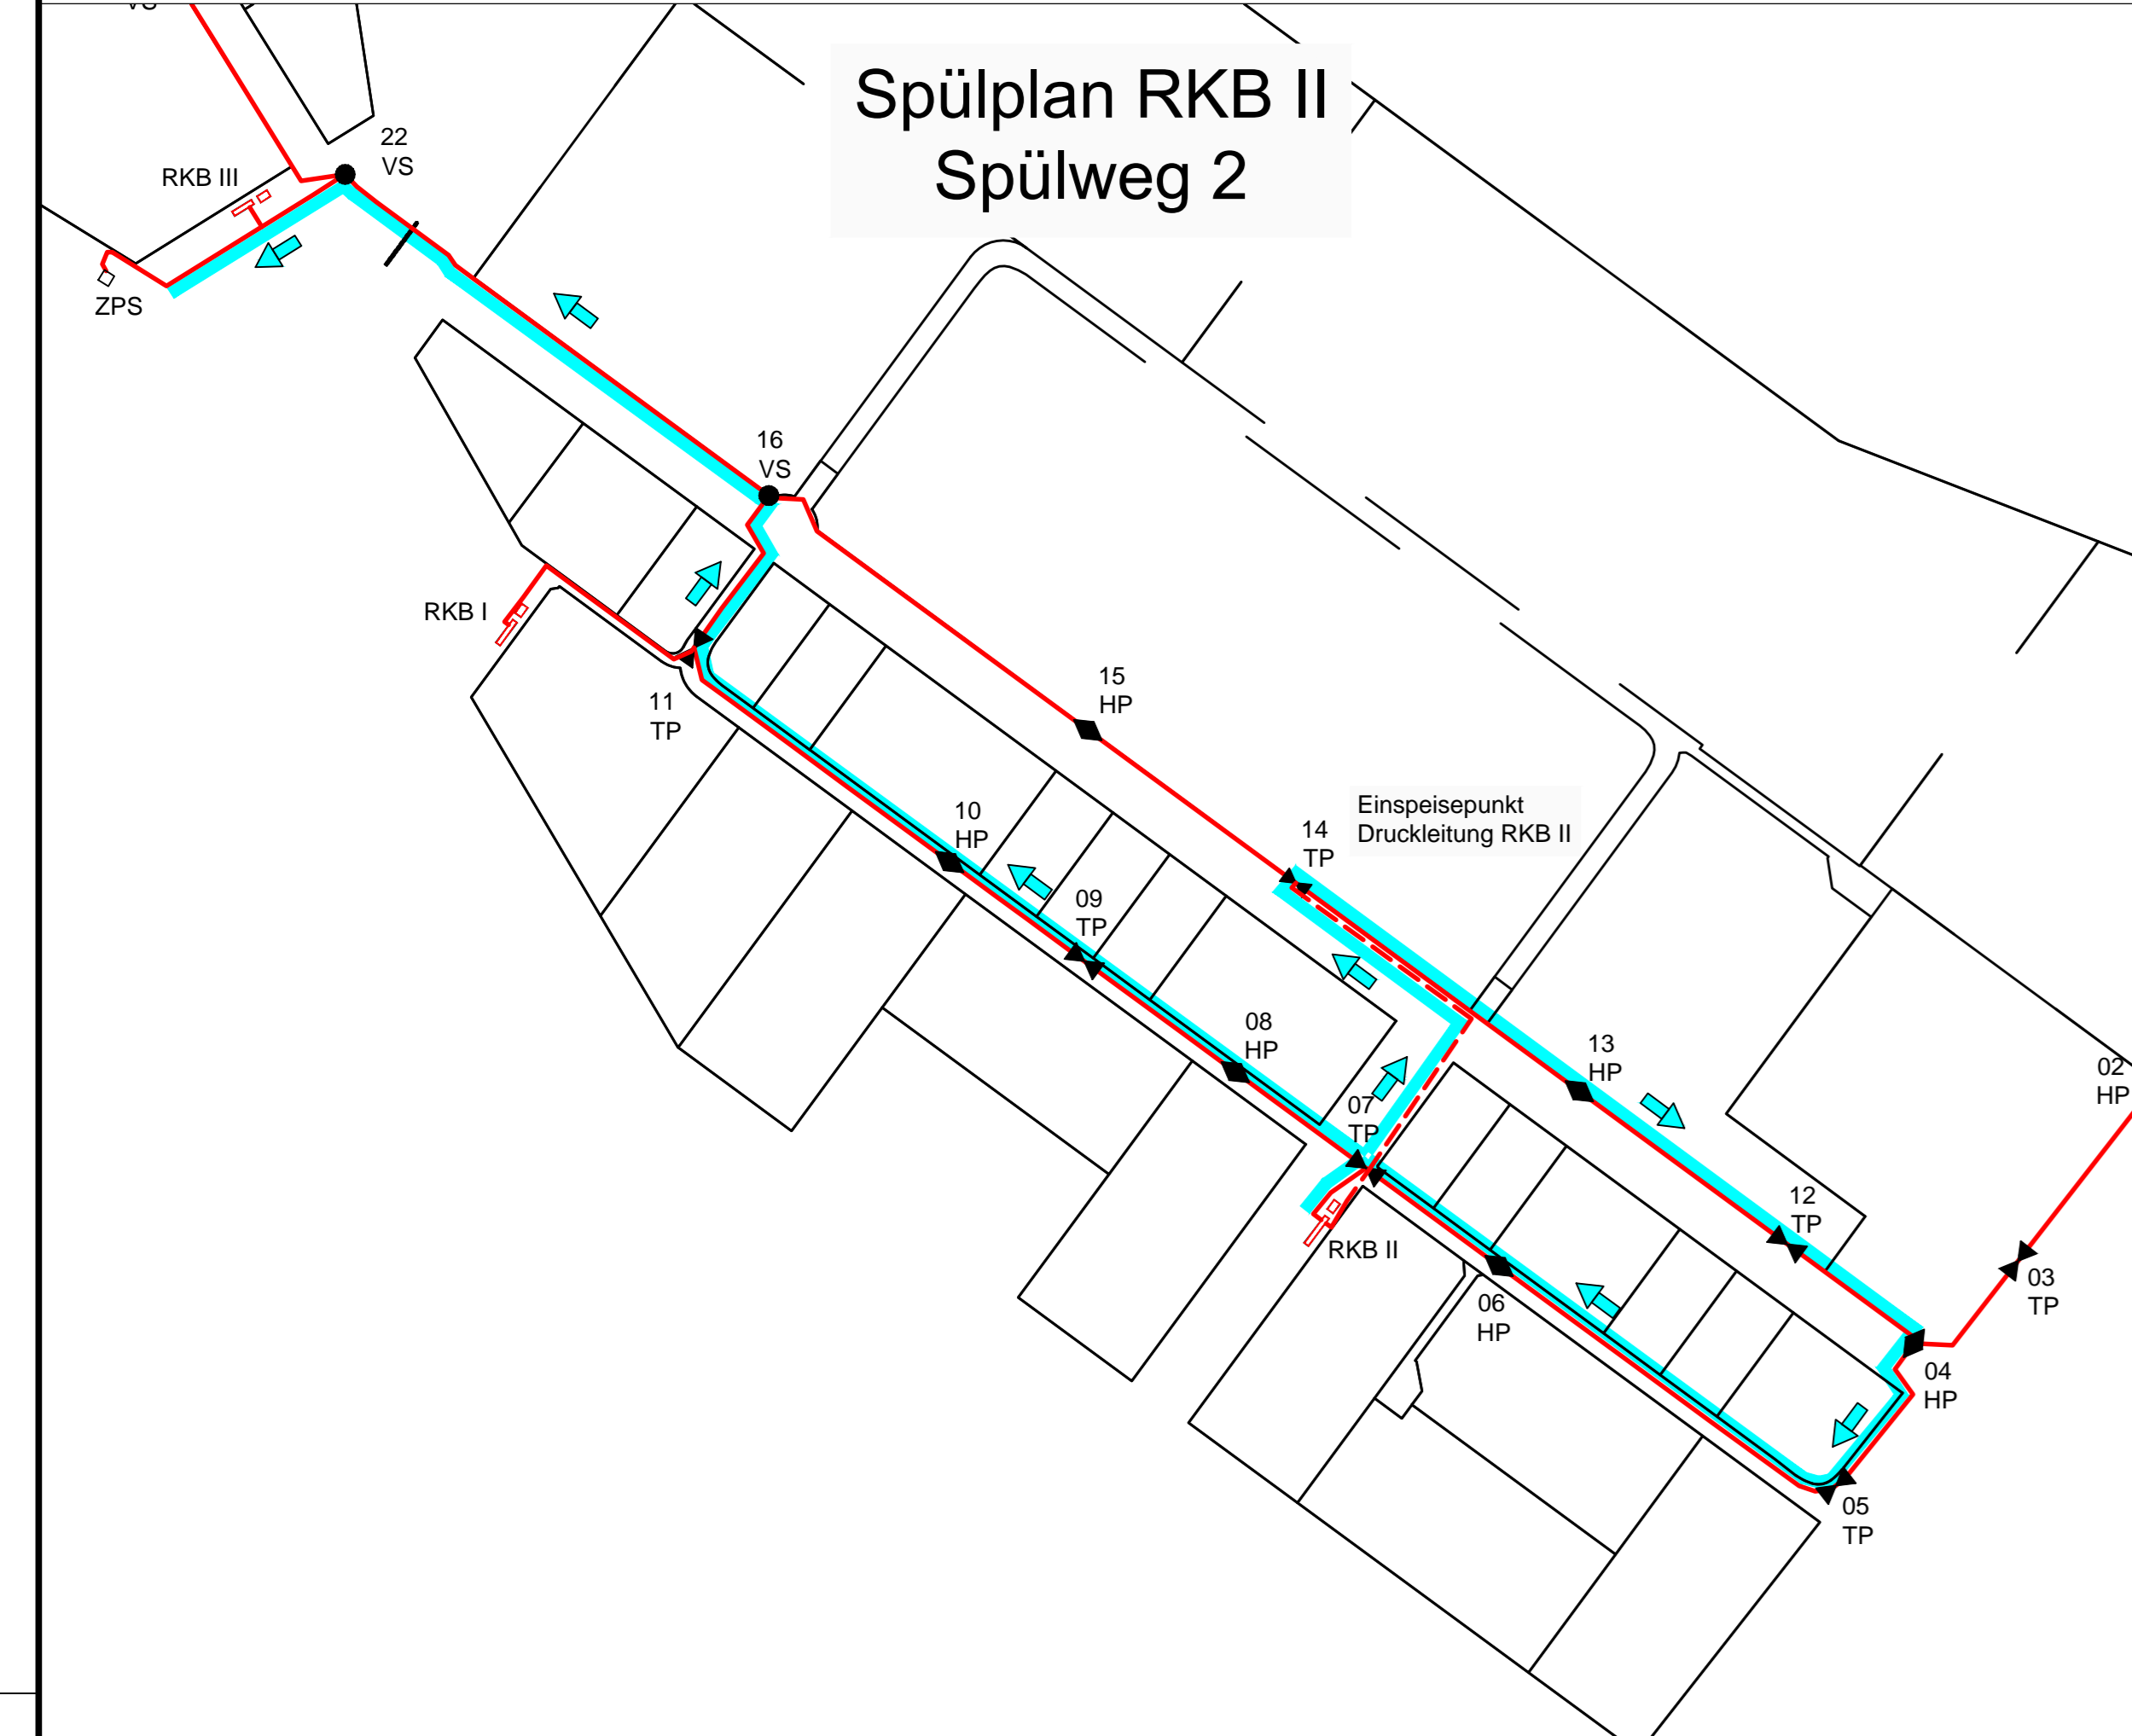 VS
Spülplan RKB II
Spülweg 2
22
VS
RKB III
ZPS
16
VS
RKB I
11
TP
15
HP
10
HP
09
TP
14
TP
Einspeisepunkt
Druckleitung RKB II
08
HP
13
HP
02
HP
07
TP
12
TP
RKB II
03
TP
06
HP
04
HP
05
TP